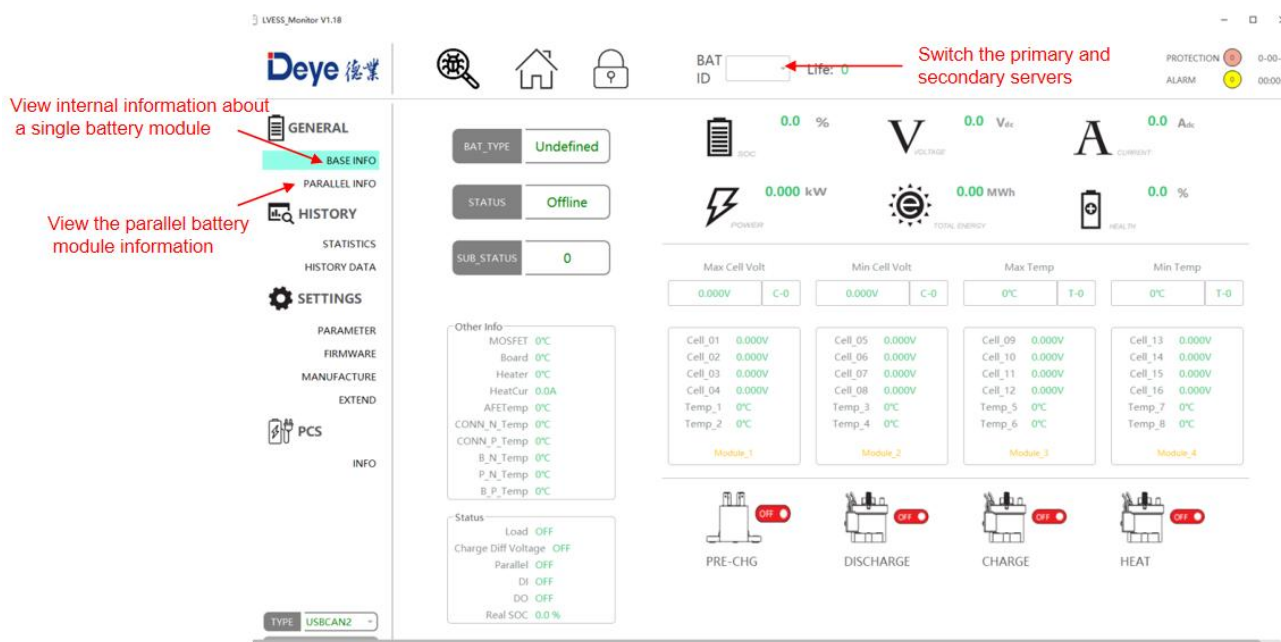 LVESS_Monitor V1.18
Deye 德業
BAT ID
Life: 0
Switch the primary and
secondary servers
PROTECTION 0 0-00-
ALARM 0 00:00
View internal information about
a single battery module
View the parallel battery
module information
GENERAL
BASE INFO
PARALLEL INFO
HISTORY
STATISTICS
HISTORY DATA
SETTINGS
PARAMETER
FIRMWARE
MANUFACTURE
EXTEND
PCS
INFO
TYPE USBCAN2
BAT_TYPE Undefined
STATUS Offline
SUB_STATUS 0
Other Info
MOSFET 0℃
Board 0℃
Heater 0℃
HeatCur 0.0A
AFETemp 0℃
CONN_N_Temp 0℃
CONN_P_Temp 0℃
B_N_Temp 0℃
P_N_Temp 0℃
B_P_Temp 0℃
Status
Load OFF
Charge Diff Voltage OFF
Parallel OFF
DI OFF
DO OFF
Real SOC 0.0 %
0.0 %
SOC
V 0.0 Vdc
VOLTAGE
A 0.0 Adc
CURRENT
0.000 kW
POWER
e 0.00 MWh
TOTAL ENERGY
0.0 %
HEALTH
Max Cell Volt Min Cell Volt Max Temp Min Temp
0.000V C-0 0.000V C-0 0℃ T-0 0℃ T-0
Cell_01 0.000V
Cell_02 0.000V
Cell_03 0.000V
Cell_04 0.000V
Temp_1 0℃
Temp_2 0℃
Module_1
Cell_05 0.000V
Cell_06 0.000V
Cell_07 0.000V
Cell_08 0.000V
Temp_3 0℃
Temp_4 0℃
Module_2
Cell_09 0.000V
Cell_10 0.000V
Cell_11 0.000V
Cell_12 0.000V
Temp_5 0℃
Temp_6 0℃
Module_3
Cell_13 0.000V
Cell_14 0.000V
Cell_15 0.000V
Cell_16 0.000V
Temp_7 0℃
Temp_8 0℃
Module_4
OFF OFF OFF OFF
PRE-CHG DISCHARGE CHARGE HEAT